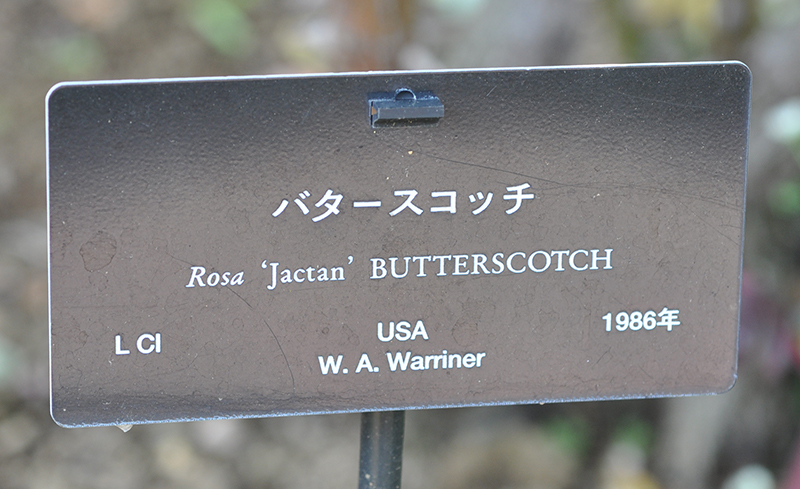 バタースコッチ
Rosa ‘Jactan’ BUTTERSCOTCH
L Cl USA 1986年
W. A. Warriner